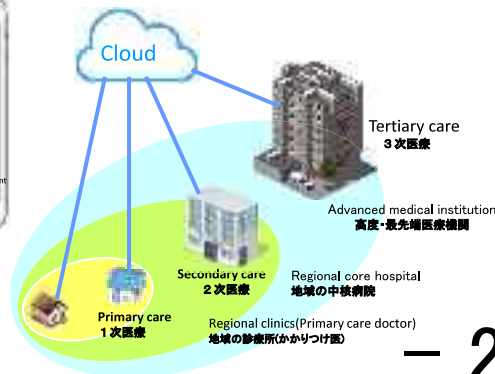 Cloud
Tertiary care
3次医療
Advanced medical institution
高度・最先端医療機関
Secondary care
2次医療
Regional core hospital
地域の中核病院
Primary care
1次医療
Regional clinics(Primary care doctor)
地域の診療所(かかりつけ医)
- 2